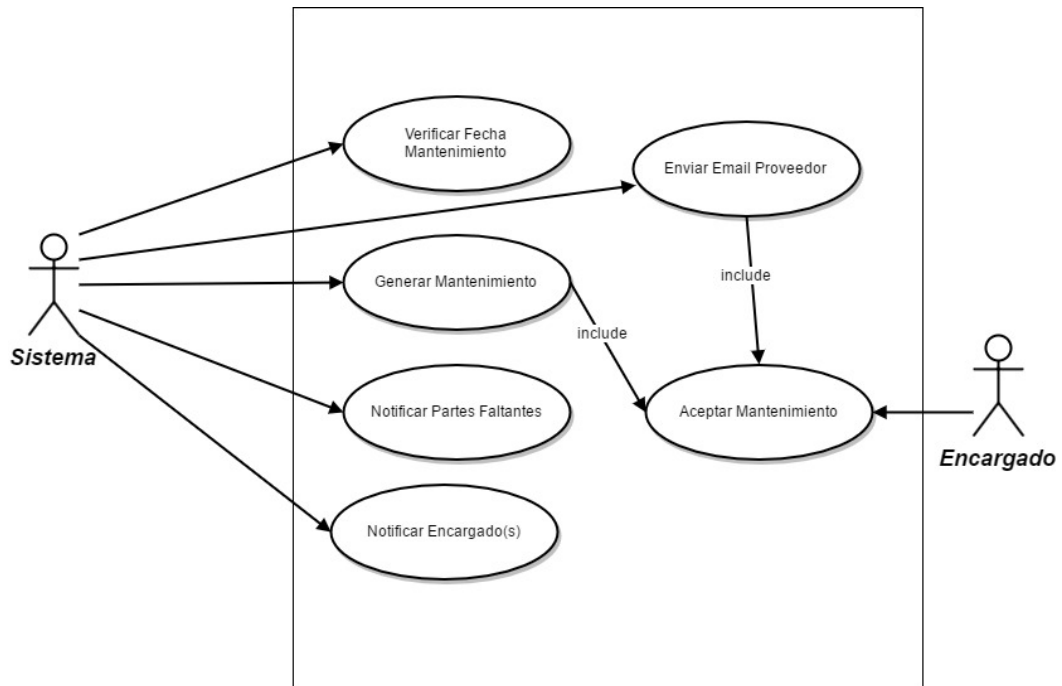 Verificar Fecha
Mantenimiento
Enviar Email Proveedor
Generar Mantenimiento
include
include
Sistema
Notificar Partes Faltantes
Aceptar Mantenimiento
Encargado
Notificar Encargado(s)